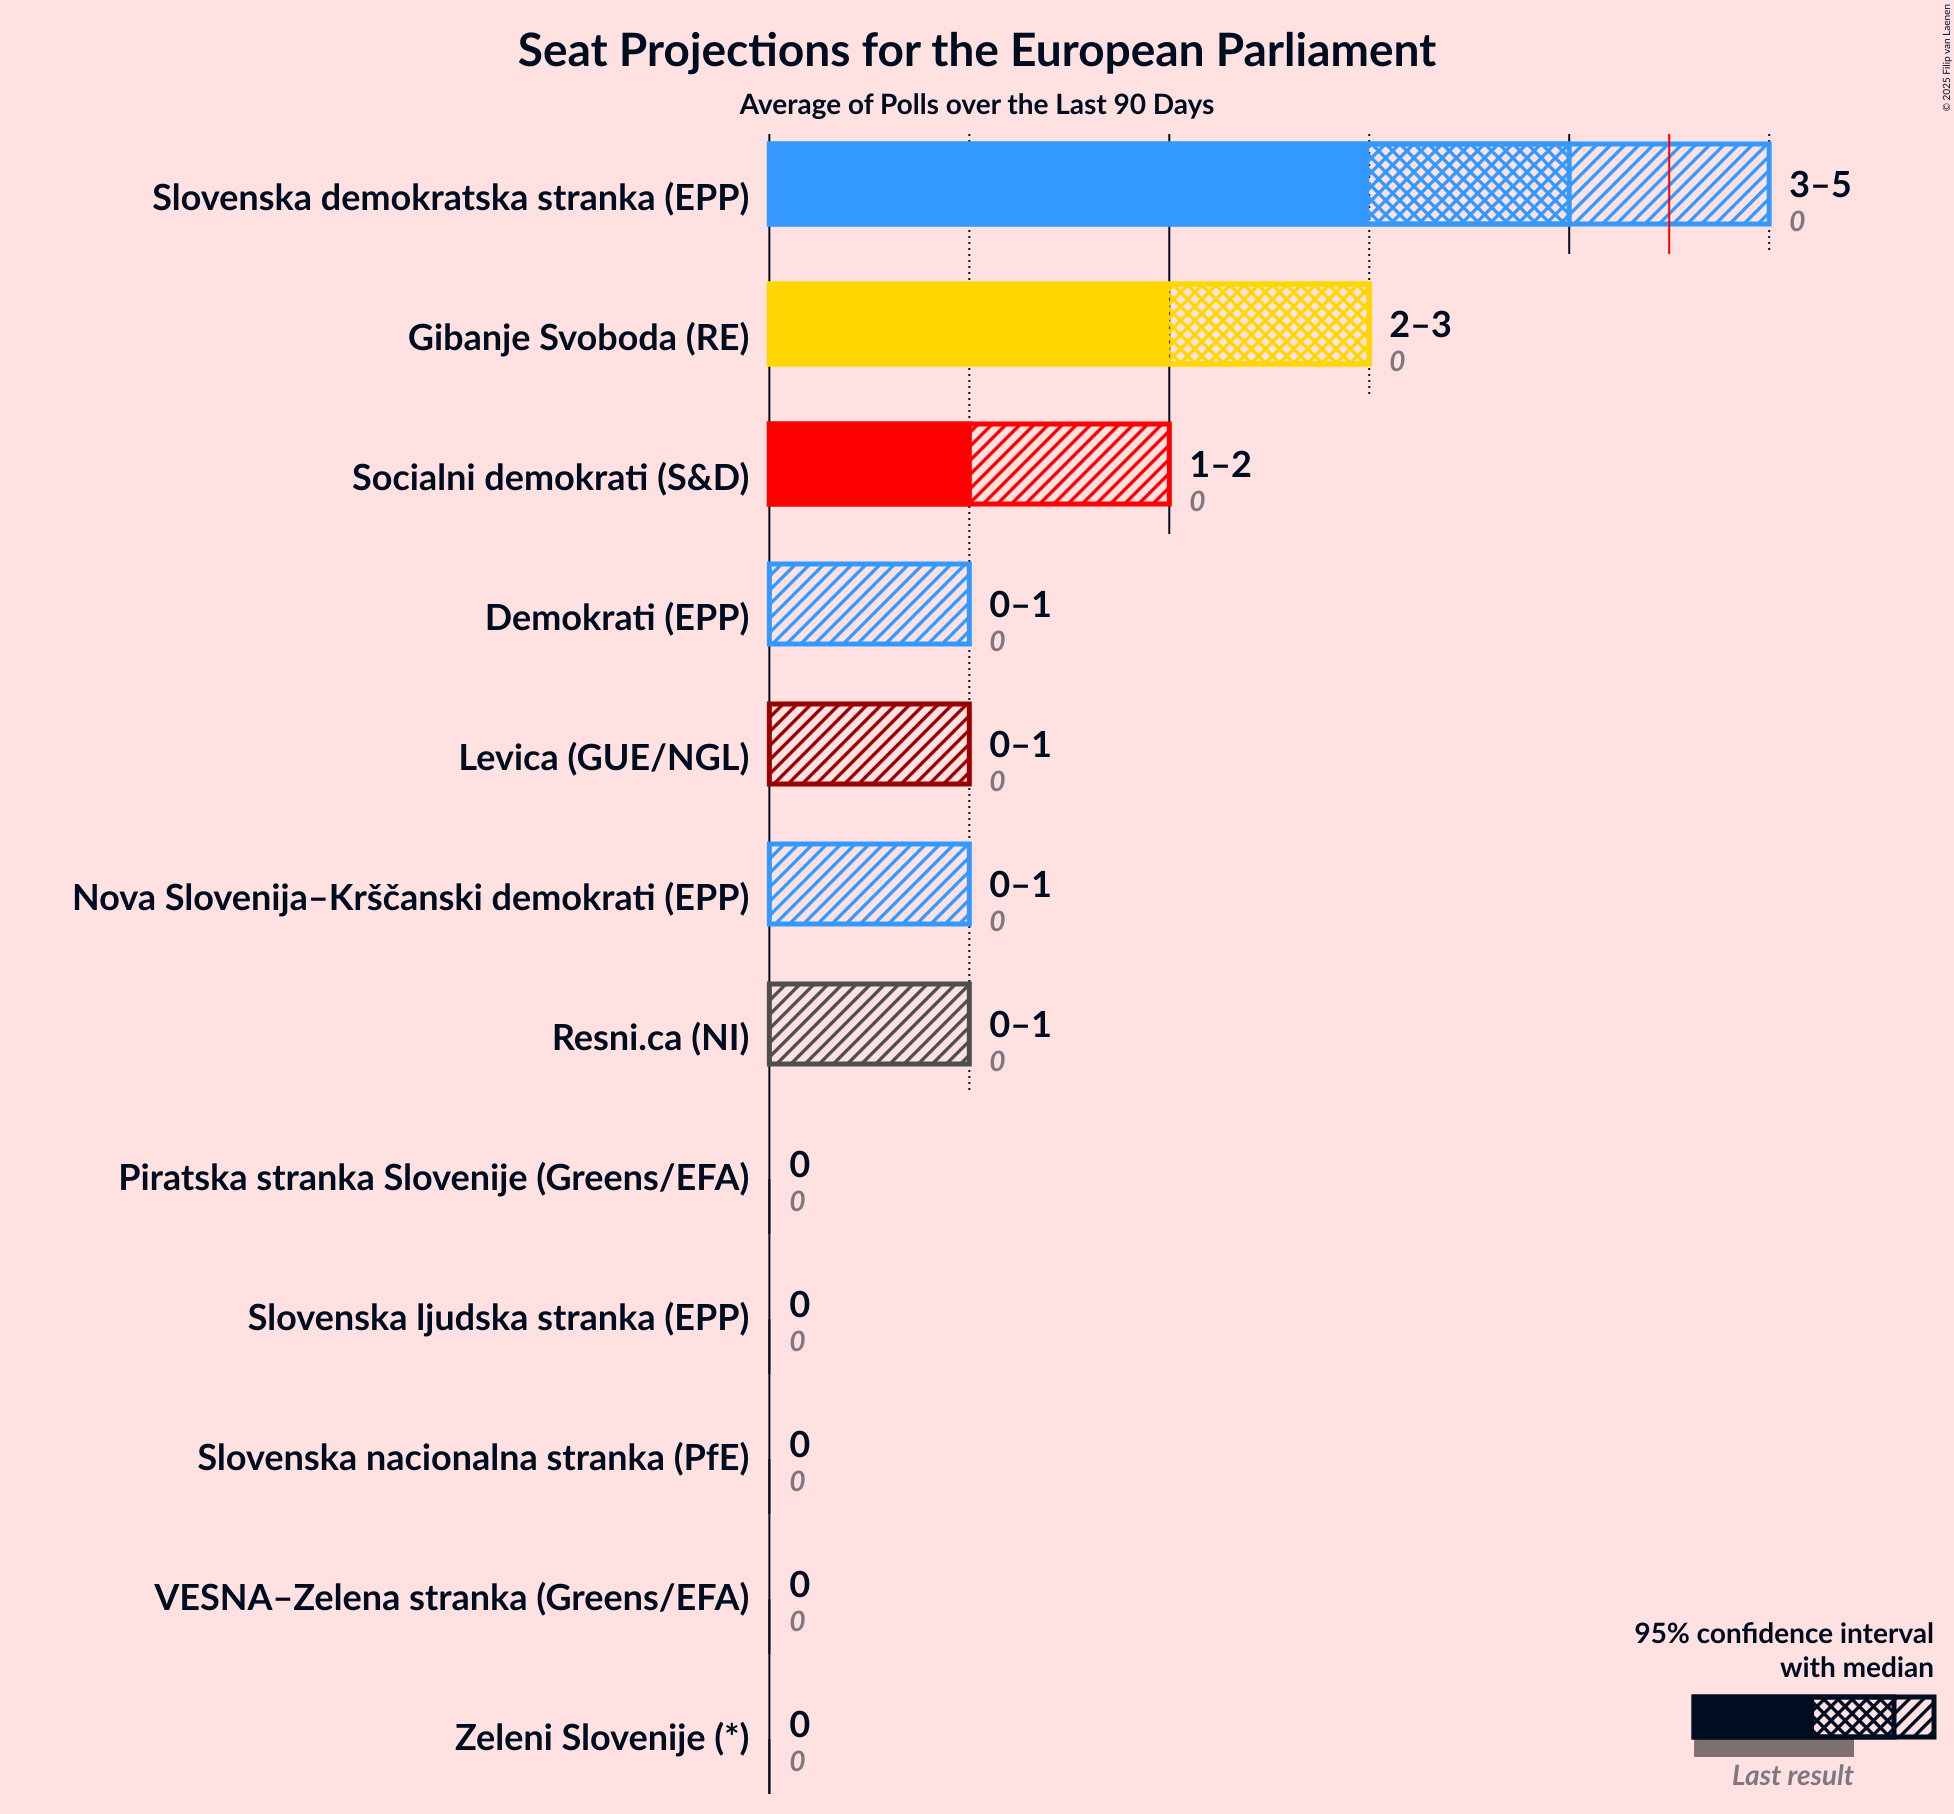 Seat Projections for the European Parliament
Average of Polls over the Last 90 Days
© 2025 Filip van Laenen
Slovenska demokratska stranka (EPP)
3–5
0
Gibanje Svoboda (RE)
2–3
0
Socialni demokrati (S&D)
1–2
0
Demokrati (EPP)
0–1
0
Levica (GUE/NGL)
0–1
0
Nova Slovenija–Krščanski demokrati (EPP)
0–1
0
Resni.ca (NI)
0–1
0
Piratska stranka Slovenije (Greens/EFA)
0
0
Slovenska ljudska stranka (EPP)
0
0
Slovenska nacionalna stranka (PfE)
0
0
VESNA–Zelena stranka (Greens/EFA)
0
0
Zeleni Slovenije (*)
0
0
95% confidence interval
with median
Last result